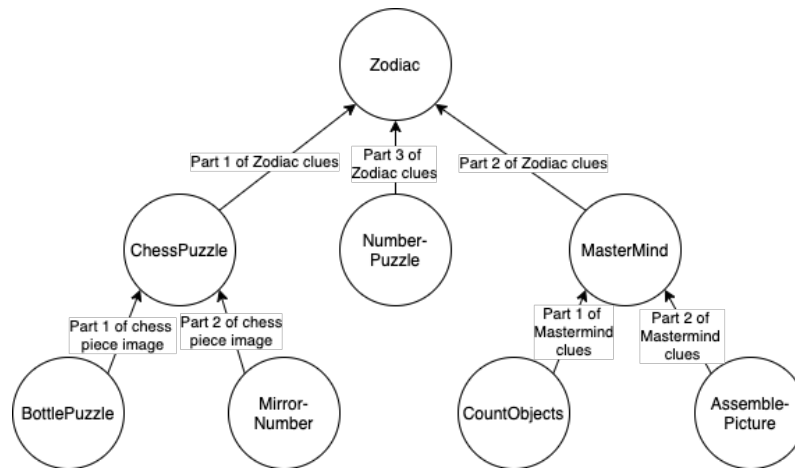 Zodiac
Part 1 of Zodiac clues
Part 3 of
Zodiac clues
Part 2 of Zodiac clues
ChessPuzzle
Number-
Puzzle
MasterMind
Part 1 of chess
piece image
Part 2 of chess
piece image
Part 1 of
Mastermind
clues
Part 2 of
Mastermind
clues
BottlePuzzle
Mirror-
Number
CountObjects
Assemble-
Picture